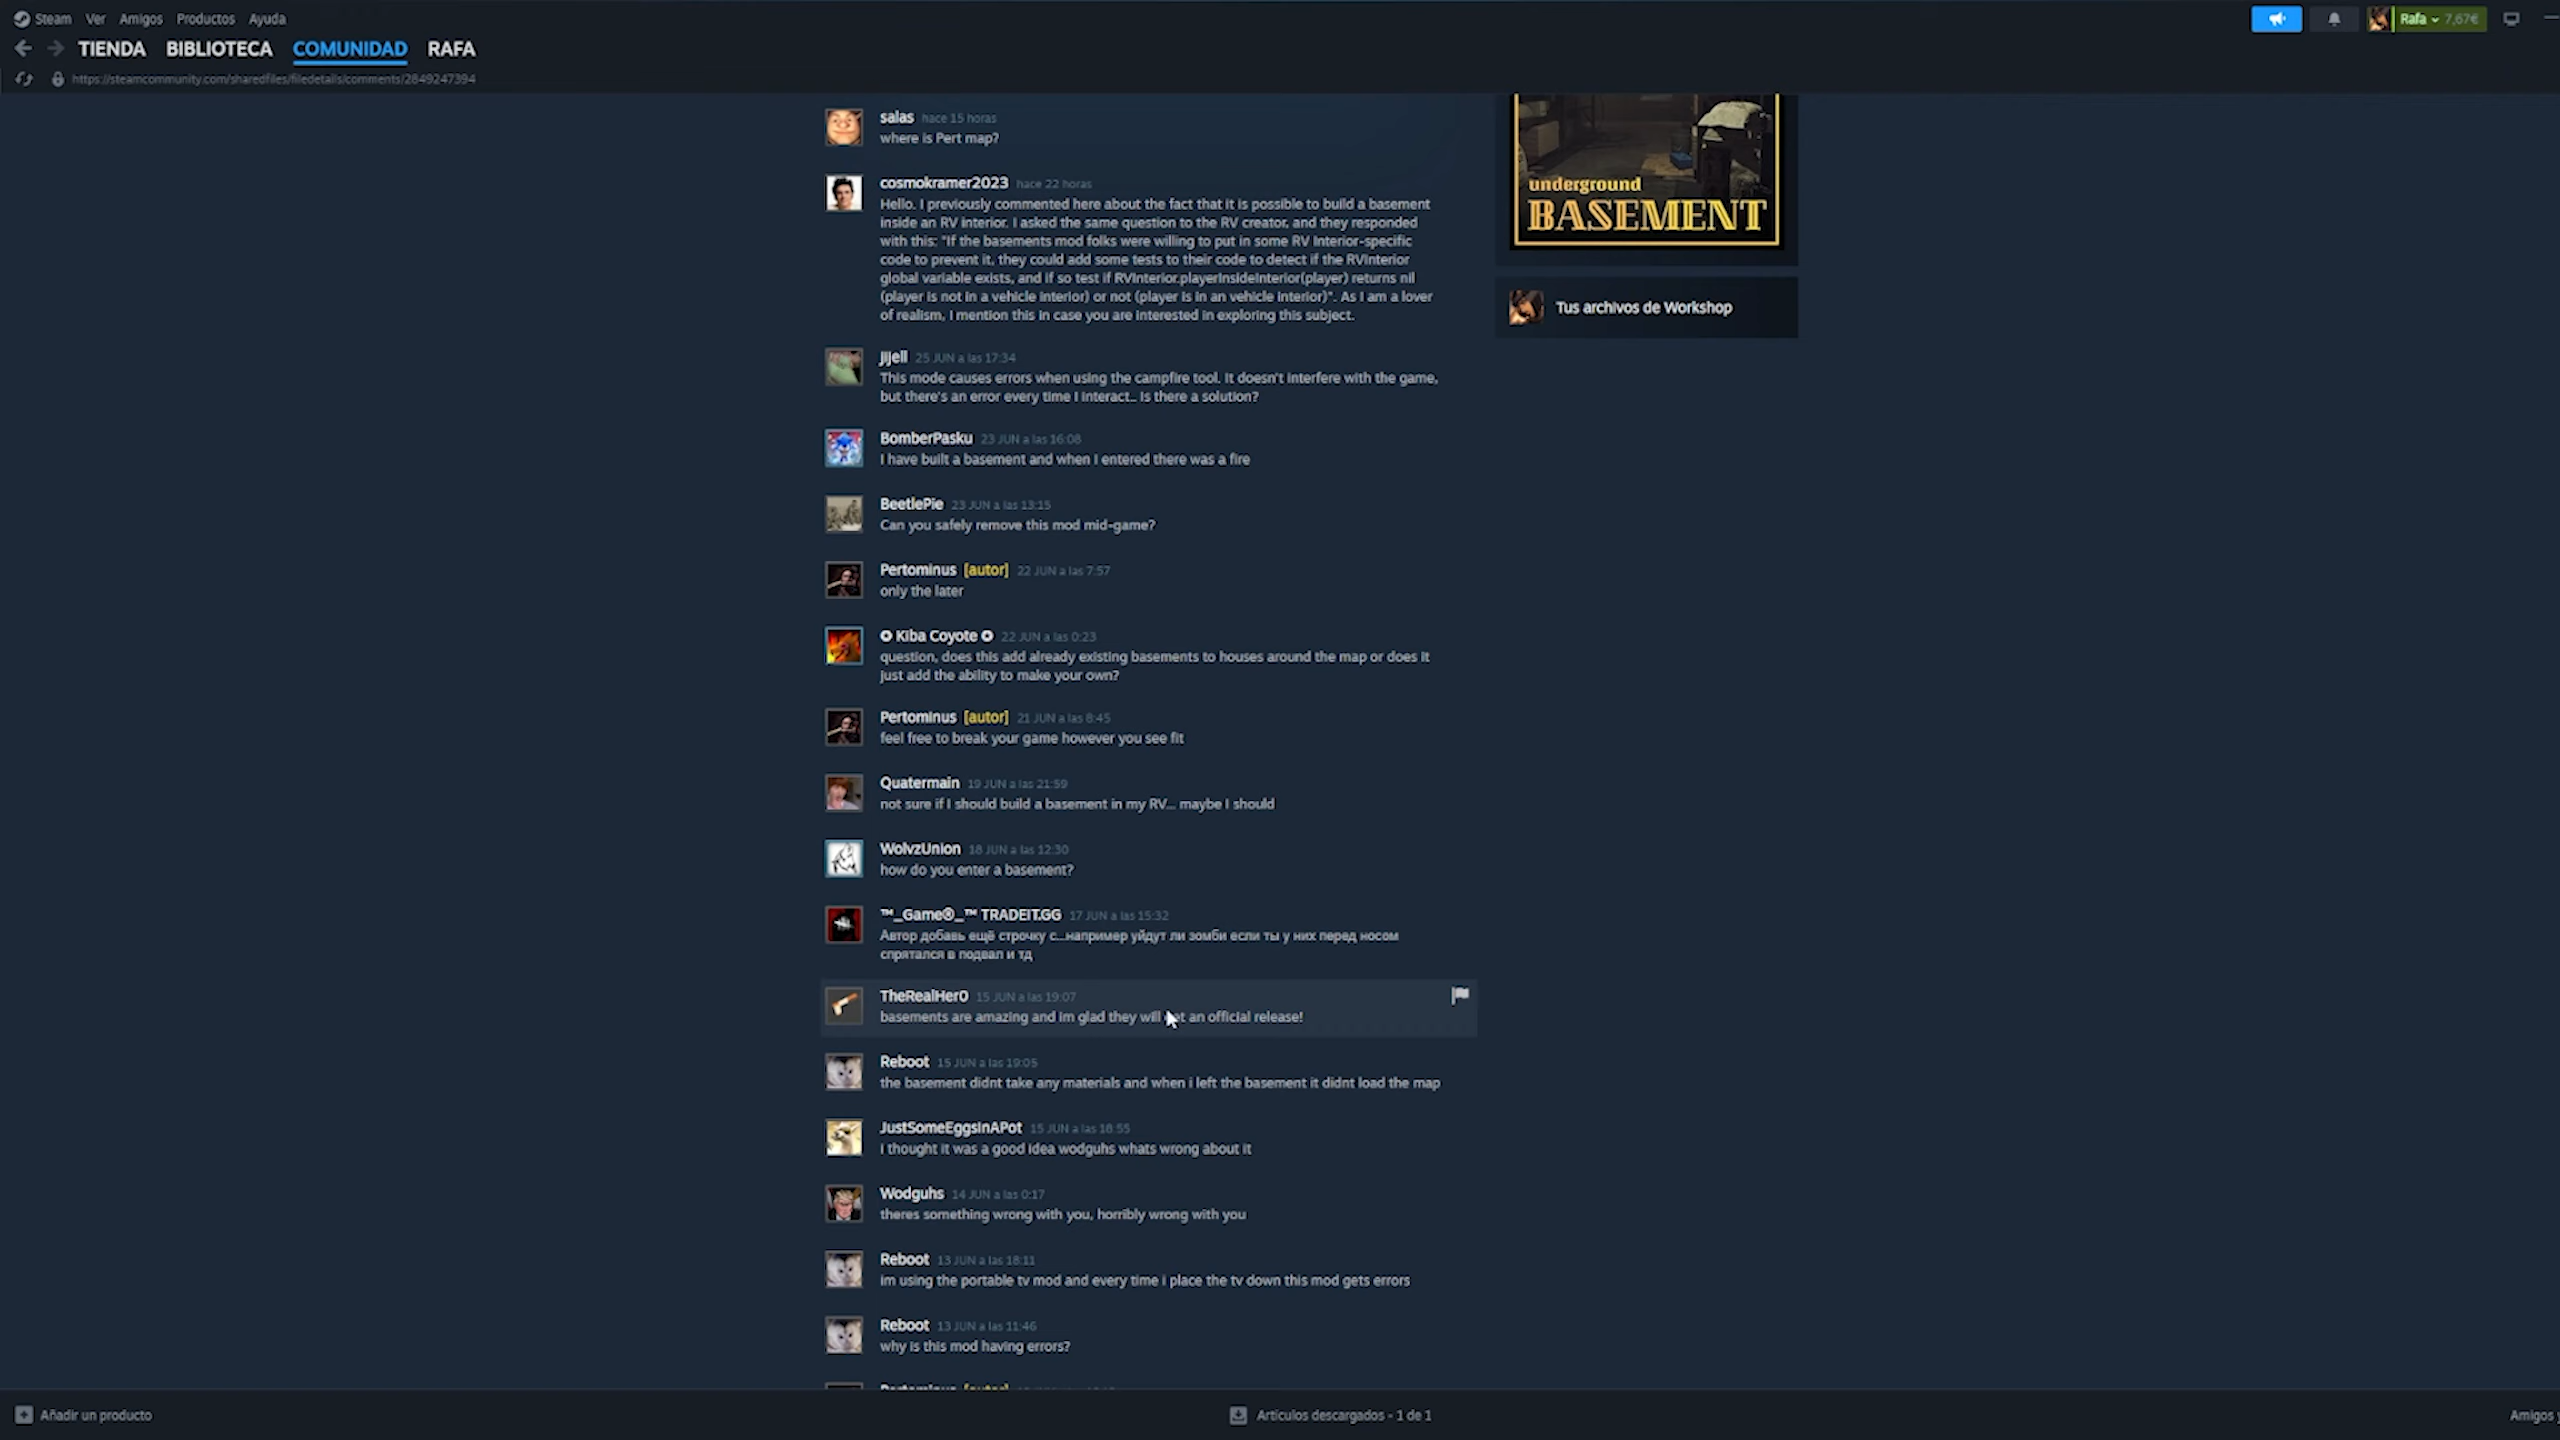 Steam Ver Amigos Productos Ayuda
Rafa 7,67€
TIENDA BIBLIOTECA COMUNIDAD RAFA
https://steamcommunity.com/sharedfiles/filedetails/comments/2849247394
salas hace 15 horas
where is Pert map?
cosmokramer2023 hace 22 horas
Hello. I previously commented here about the fact that it is possible to build a basement
inside an RV interior. I asked the same question to the RV creator, and they responded
with this: "If the basements mod folks were willing to put in some RV Interior-specific
code to prevent it, they could add some tests to their code to detect if the RVInterior
global variable exists, and if so test if RVInterior.playerInsideInterior(player) returns nil
(player is not in a vehicle interior) or not (player is in an vehicle interior)". As I am a lover
of realism, I mention this in case you are interested in exploring this subject.
underground
BASEMENT
Tus archivos de Workshop
Jijell 25 JUN a las 17:34
This mode causes errors when using the campfire tool. It doesn't interfere with the game,
but there's an error every time I interact... Is there a solution?
BomberPasku 23 JUN a las 16:08
I have built a basement and when I entered there was a fire
BeetlePie 23 JUN a las 13:15
Can you safely remove this mod mid-game?
Pertominus [autor] 22 JUN a las 7:57
only the later
✪ Kiba Coyote ✪ 22 JUN a las 0:23
question, does this add already existing basements to houses around the map or does it
just add the ability to make your own?
Pertominus [autor] 21 JUN a las 8:45
feel free to break your game however you see fit
Quatermain 19 JUN a las 21:59
not sure if I should build a basement in my RV... maybe I should
WolvzUnion 18 JUN a las 12:30
how do you enter a basement?
™_Game®_™ TRADEIT.GG 17 JUN a las 15:32
Автор добавь ещё строчку с...например уйдут ли зомби если ты у них перед носом
спрятался в подвал и тд
TheRealHer0 15 JUN a las 19:07
basements are amazing and im glad they will get an official release!
Reboot 15 JUN a las 19:05
the basement didnt take any materials and when i left the basement it didnt load the map
JustSomeEggsInAPot 15 JUN a las 18:55
i thought it was a good idea wodguhs whats wrong about it
Wodguhs 14 JUN a las 0:17
theres something wrong with you, horribly wrong with you
Reboot 13 JUN a las 18:11
im using the portable tv mod and every time i place the tv down this mod gets errors
Reboot 13 JUN a las 11:46
why is this mod having errors?
Pertominus [autor]
Añadir un producto
Artículos descargados - 1 de 1
Amigos y